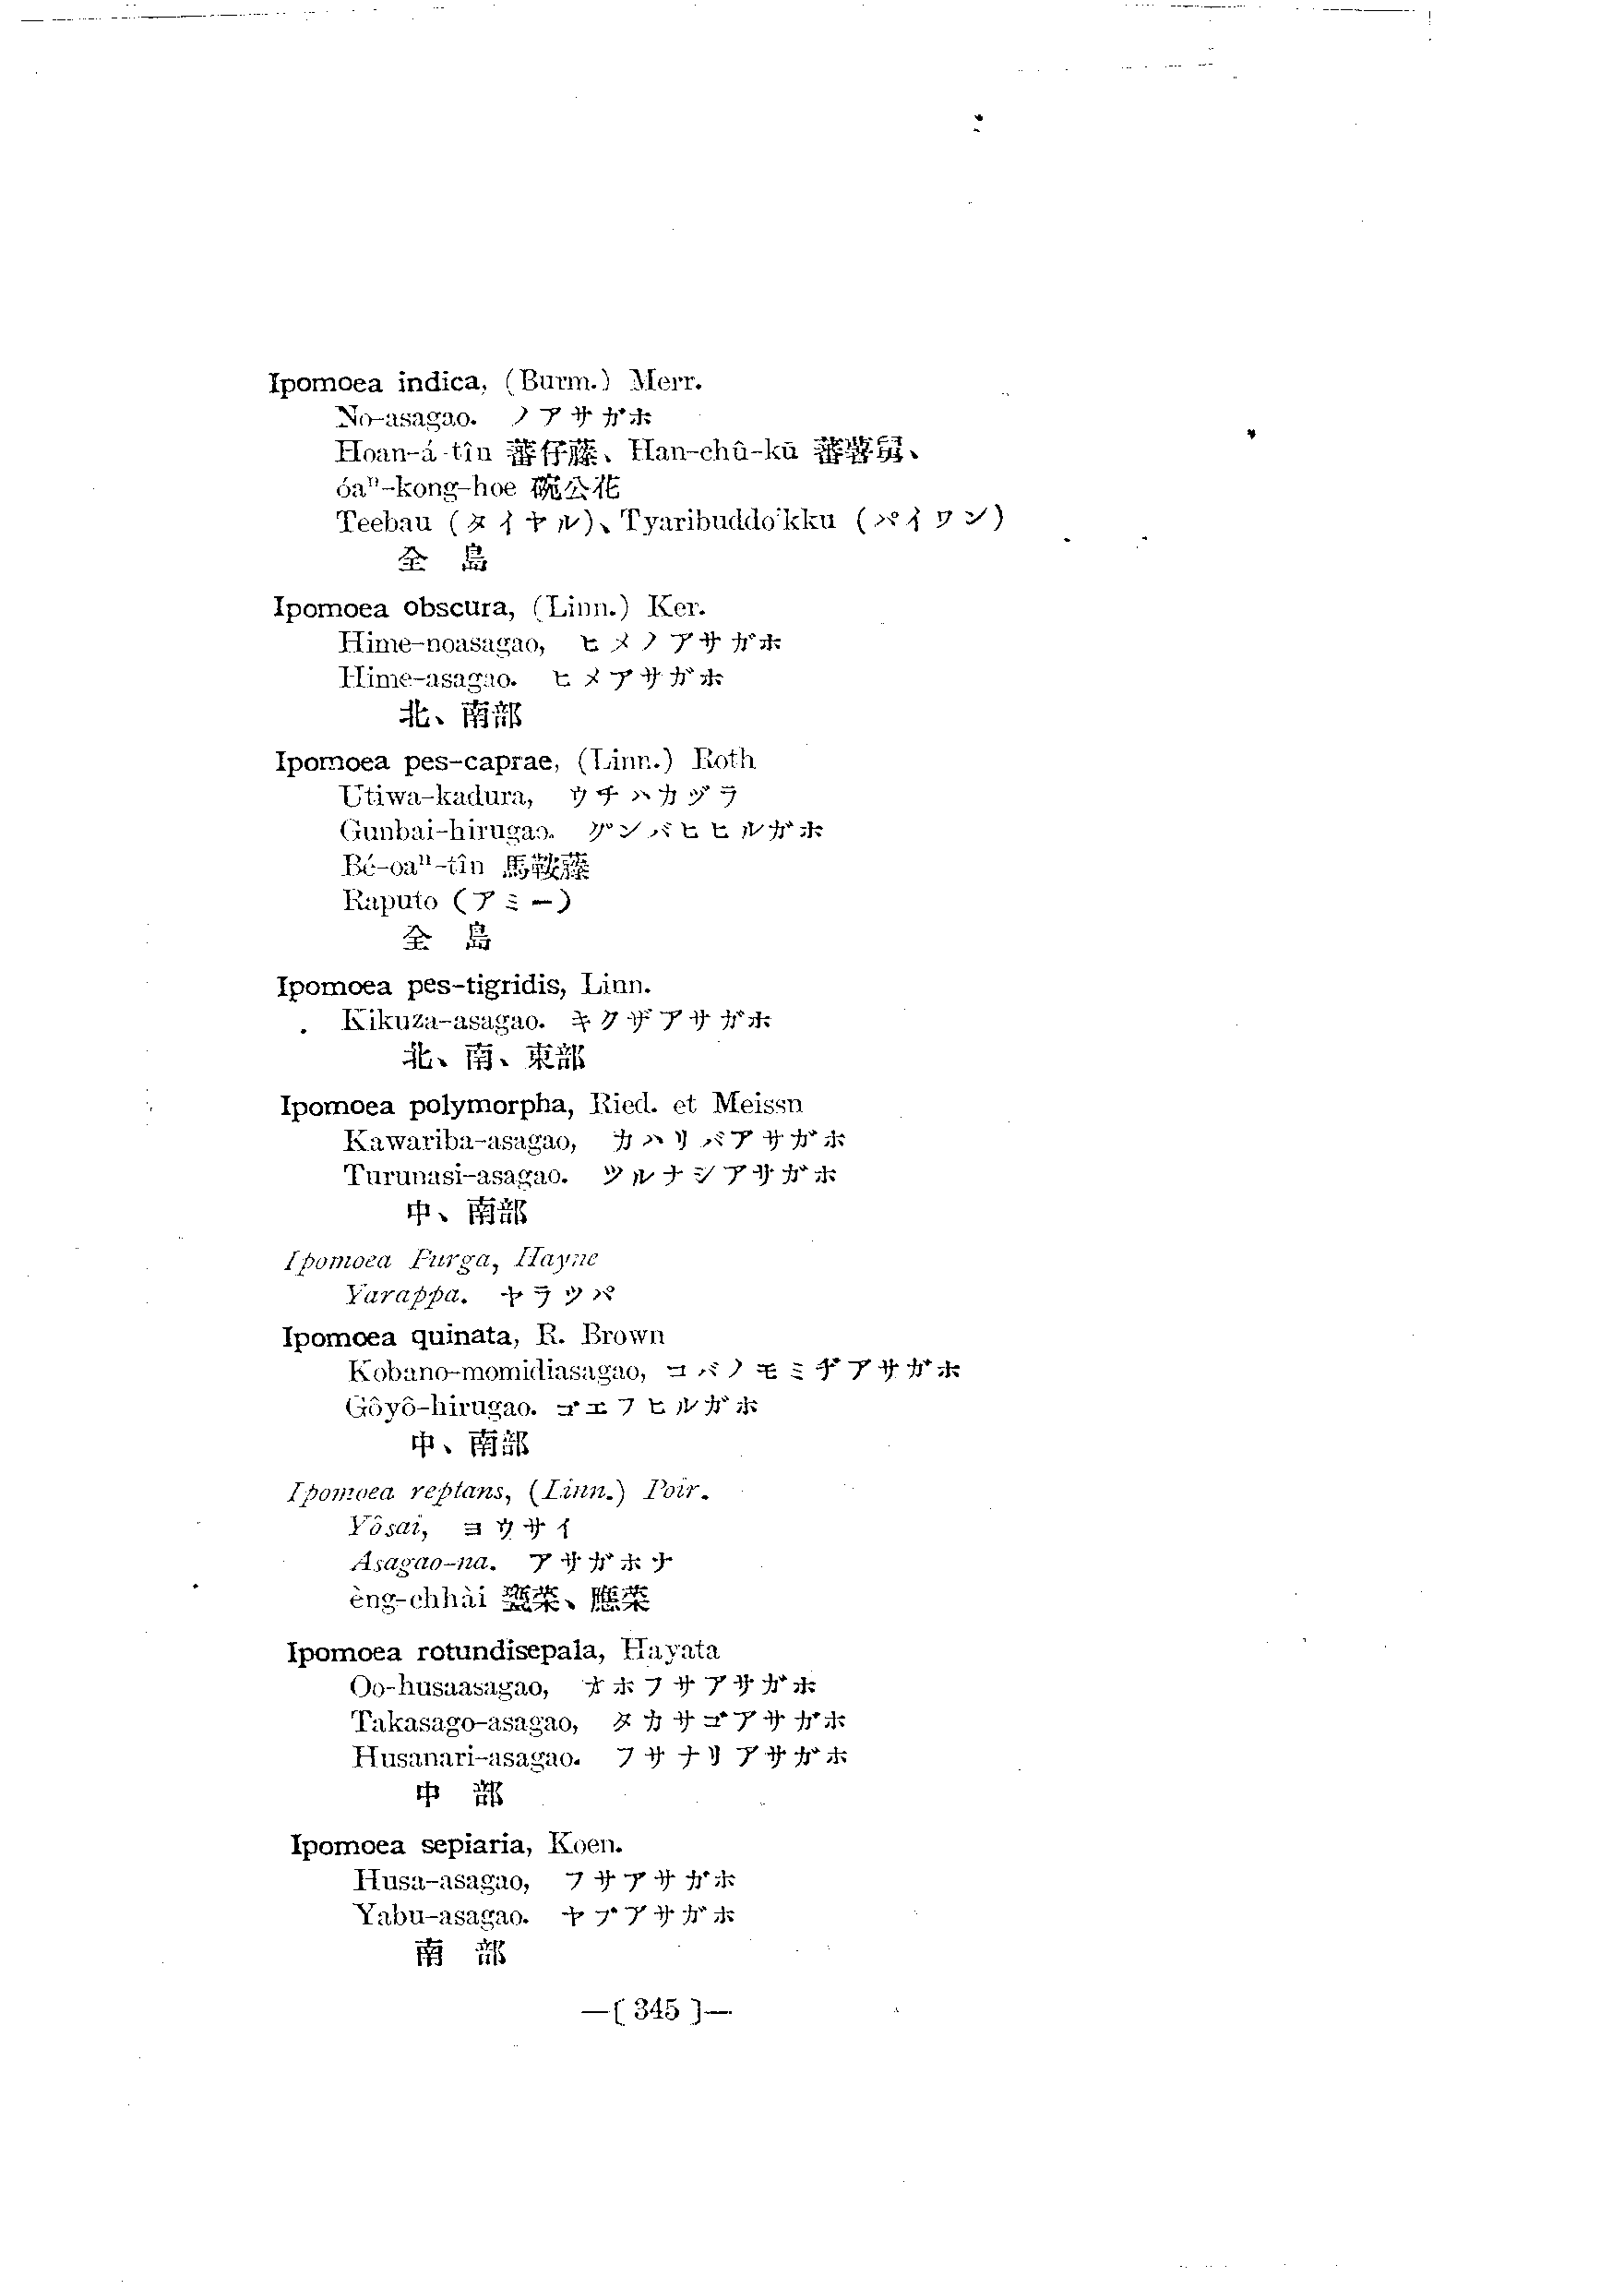 Ipomoea indica, (Burm.) Merr.
No-asagao. ノアサガホ
Hoan-á-tîn 蕃仔藤、Han-chû-kū 蕃薯舅、
óaⁿ-kong-hoe 碗公花
Teebau (タイヤル)、Tyaribuddo'kku (パイワン)
全 島
Ipomoea obscura, (Linn.) Ker.
Hime-noasagao, ヒメノアサガホ
Hime-asagao. ヒメアサガホ
北、南部
Ipomoea pes-caprae, (Linn.) Roth
Utiwa-kadura, ウチハカヅラ
Gunbai-hirugao. グンバヒヒルガホ
Bé-oaⁿ-tîn 馬鞍藤
Raputo (アミー)
全 島
Ipomoea pes-tigridis, Linn.
Kikuza-asagao. キクザアサガホ
北、南、東部
Ipomoea polymorpha, Ried. et Meissn
Kawariba-asagao, カハリバアサガホ
Turunasi-asagao. ツルナシアサガホ
中、南部
Ipomoea Purga, Hayne
Yarappa. ヤラツパ
Ipomoea quinata, R. Brown
Kobano-momidiasagao, コバノモミヂアサガホ
Gôyô-hirugao. ゴエフヒルガホ
中、南部
Ipomoea reptans, (Linn.) Poir.
Yôsai, ヨウサイ
Asagao-na. アサガホナ
èng-chhài 甕菜、應菜
Ipomoea rotundisepala, Hayata
Oo-husaasagao, オホフサアサガホ
Takasago-asagao, タカサゴアサガホ
Husanari-asagao. フサナリアサガホ
中 部
Ipomoea sepiaria, Koen.
Husa-asagao, フサアサガホ
Yabu-asagao. ヤブアサガホ
南 部
—[ 345 ]—